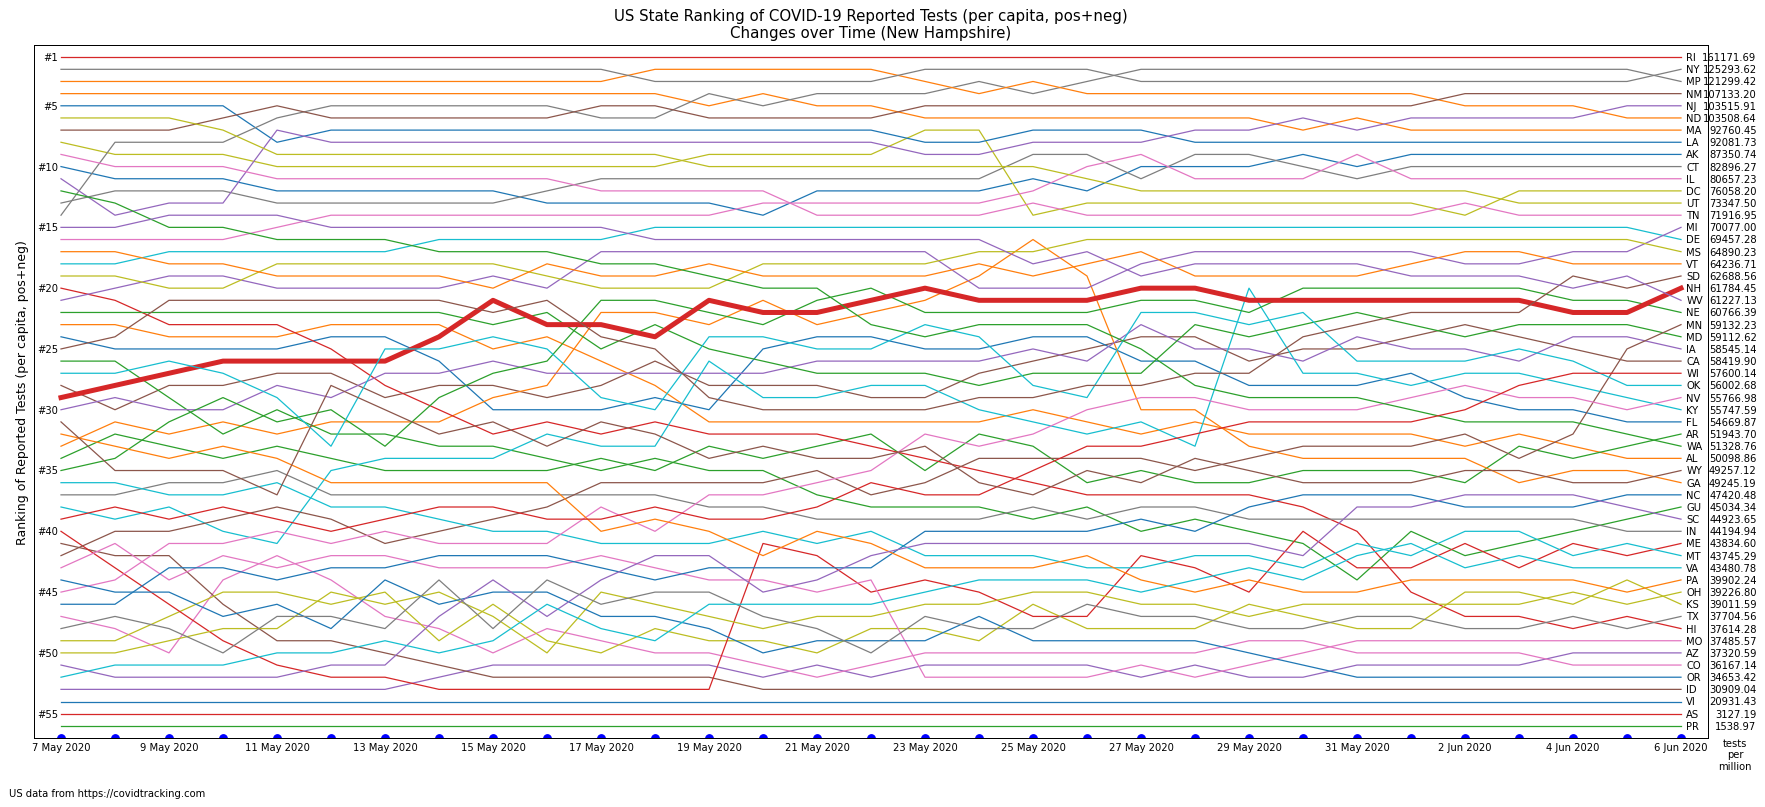 US State Ranking of COVID-19 Reported Tests (per capita, pos+neg)
Changes over Time (New Hampshire)
Ranking of Reported Tests (per capita, pos+neg)
#1
#5
#10
#15
#20
#25
#30
#35
#40
#45
#50
#55
RI 161171.69
NY 125293.62
MP 121299.42
NM 107133.20
NJ 103515.91
ND 103508.64
MA 92760.45
LA 92081.73
AK 87350.74
CT 82896.27
IL 80657.23
DC 76058.20
UT 73347.50
TN 71916.95
MI 70077.00
DE 69457.28
MS 64890.23
VT 64236.71
SD 62688.56
NH 61784.45
WV 61227.13
NE 60766.39
MN 59132.23
MD 59112.62
IA 58545.14
CA 58419.90
WI 57600.14
OK 56002.68
NV 55766.98
KY 55747.59
FL 54669.87
AR 51943.70
WA 51328.76
AL 50098.86
WY 49257.12
GA 49245.19
NC 47420.48
GU 45034.34
SC 44923.65
IN 44194.94
ME 43834.60
MT 43745.29
VA 43480.78
PA 39902.24
OH 39226.80
KS 39011.59
TX 37704.56
HI 37614.28
MO 37485.57
AZ 37320.59
CO 36167.14
OR 34653.42
ID 30909.04
VI 20931.43
AS 3127.19
PR 1538.97
7 May 2020 9 May 2020 11 May 2020 13 May 2020 15 May 2020 17 May 2020 19 May 2020 21 May 2020 23 May 2020 25 May 2020 27 May 2020 29 May 2020 31 May 2020 2 Jun 2020 4 Jun 2020 6 Jun 2020
tests
per
million
US data from https://covidtracking.com